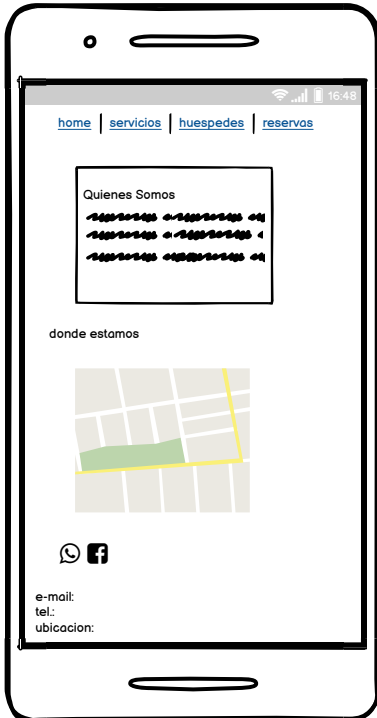 16:48
home | servicios | huespedes | reservas
Quienes Somos
donde estamos
e-mail:
tel.:
ubicacion: